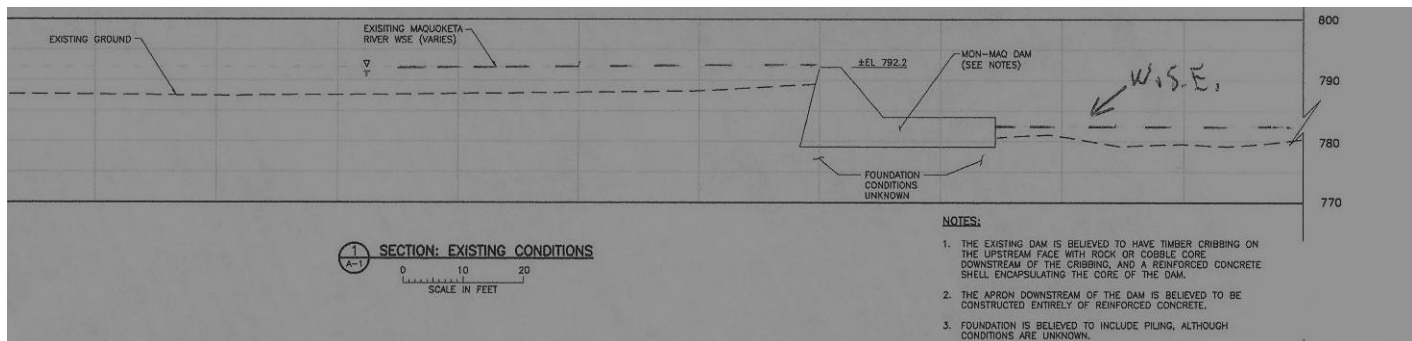 800
EXISTING GROUND
EXISITING MAQUOKETA
RIVER WSE (VARIES)
±EL 792.2
MON-MAQ DAM
(SEE NOTES)
W.S.E.
790
780
FOUNDATION
CONDITIONS
UNKNOWN
770
1
A-1
SECTION: EXISTING CONDITIONS
0 10 20
SCALE IN FEET
NOTES:
1. THE EXISTING DAM IS BELIEVED TO HAVE TIMBER CRIBBING ON
THE UPSTREAM FACE WITH ROCK OR COBBLE CORE
DOWNSTREAM OF THE CRIBBING, AND A REINFORCED CONCRETE
SHELL ENCAPSULATING THE CORE OF THE DAM.
2. THE APRON DOWNSTREAM OF THE DAM IS BELIEVED TO BE
CONSTRUCTED ENTIRELY OF REINFORCED CONCRETE.
3. FOUNDATION IS BELIEVED TO INCLUDE PILING, ALTHOUGH
CONDITIONS ARE UNKNOWN.